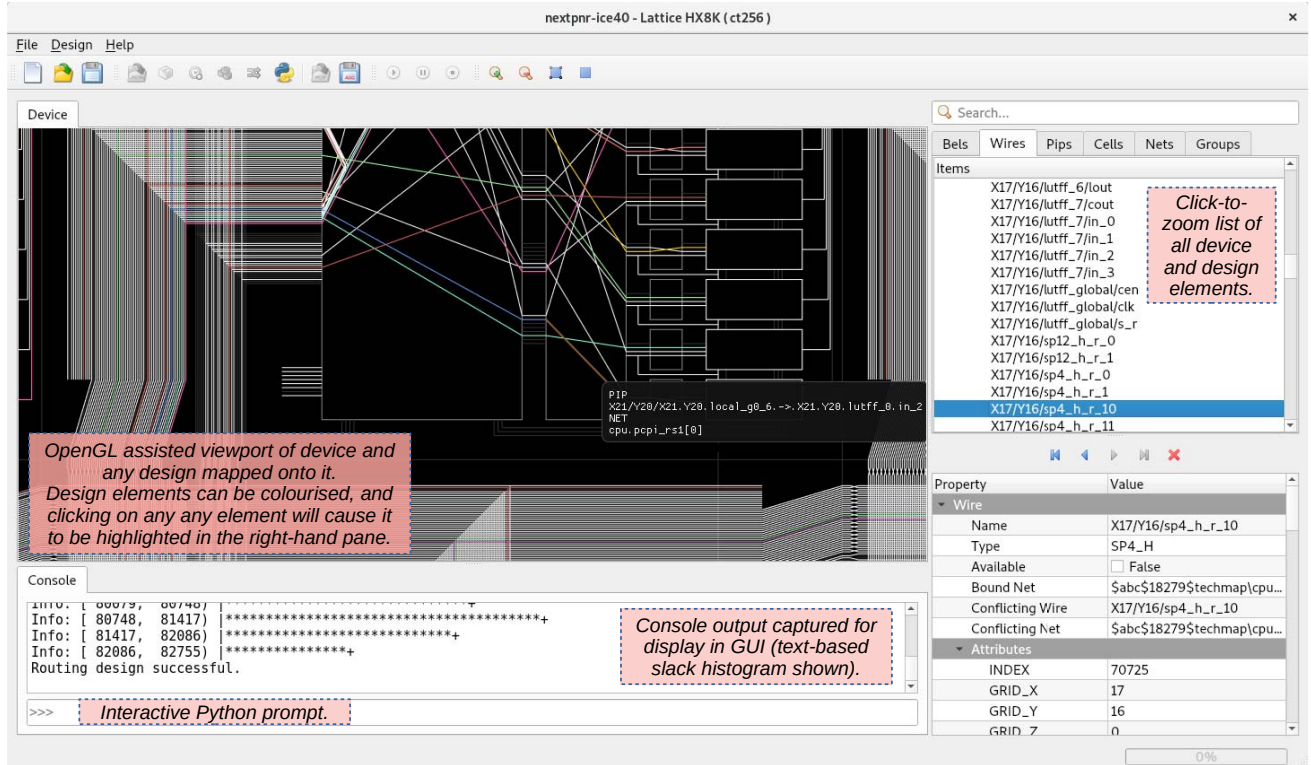 nextpnr-ice40 - Lattice HX8K ( ct256 )
×
File Design Help
Device
Search...
Bels Wires Pips Cells Nets Groups
Items
X17/Y16/lutff_6/lout
X17/Y16/lutff_7/cout
X17/Y16/lutff_7/in_0
X17/Y16/lutff_7/in_1
X17/Y16/lutff_7/in_2
X17/Y16/lutff_7/in_3
X17/Y16/lutff_global/cen
X17/Y16/lutff_global/clk
X17/Y16/lutff_global/s_r
X17/Y16/sp12_h_r_0
X17/Y16/sp12_h_r_1
X17/Y16/sp4_h_r_0
X17/Y16/sp4_h_r_1
X17/Y16/sp4_h_r_10
X17/Y16/sp4_h_r_11
Click-to-
zoom list of
all device
and design
elements.
PIP
X21/Y20/X21.Y20.local_g0_6.->.X21.Y20.lutff_0.in_2
NET
cpu.pcpi_rs1[0]
OpenGL assisted viewport of device and
any design mapped onto it.
Design elements can be colourised, and
clicking on any any element will cause it
to be highlighted in the right-hand pane.
Property Value
Wire
Name X17/Y16/sp4_h_r_10
Type SP4_H
Available False
Bound Net $abc$18279$techmap\cpu...
Conflicting Wire X17/Y16/sp4_h_r_10
Conflicting Net $abc$18279$techmap\cpu...
Attributes
INDEX 70725
GRID_X 17
GRID_Y 16
GRID_Z 0
Console
Info: [ 80079, 80748) |******************************+
Info: [ 80748, 81417) |***************************************+
Info: [ 81417, 82086) |****************************+
Info: [ 82086, 82755) |***************+
Routing design successful.
Console output captured for
display in GUI (text-based
slack histogram shown).
>>>
Interactive Python prompt.
0%